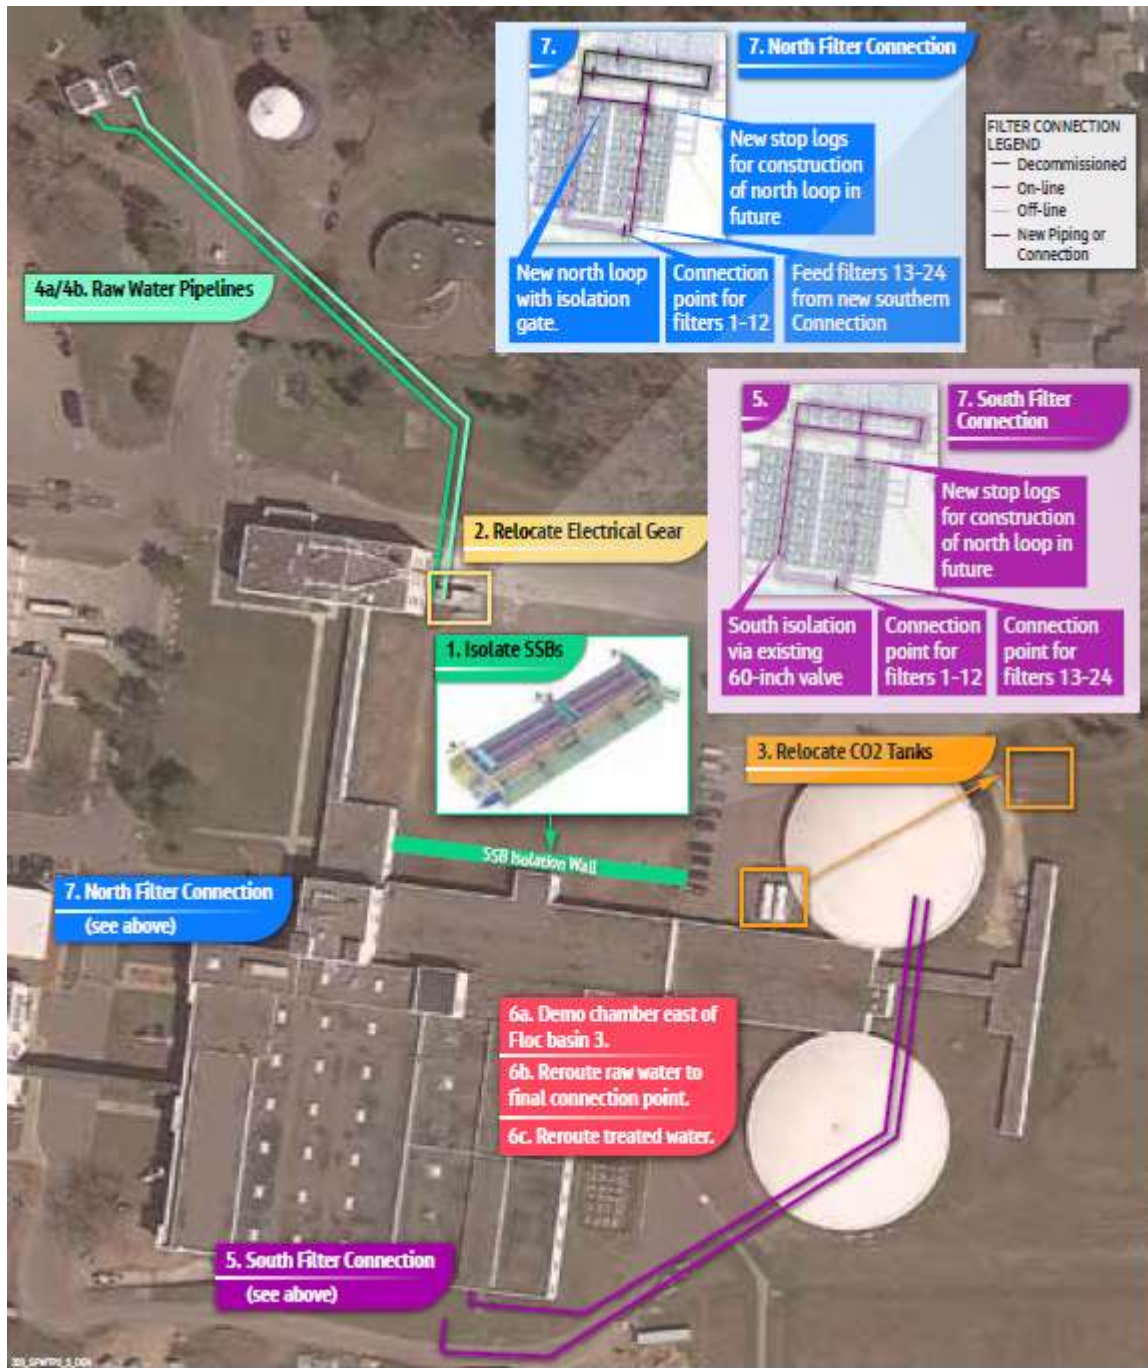 7.
7. North Filter Connection
New stop logs
for construction
of north loop in
future
New north loop
with isolation
gate.
Connection
point for
filters 1-12
Feed filters 13-24
from new southern
Connection
FILTER CONNECTION
LEGEND
Decommissioned
On-line
Off-line
New Piping or
Connection
4a/4b. Raw Water Pipelines
5.
7. South Filter
Connection
New stop logs
for construction
of north loop in
future
South isolation
via existing
60-inch valve
Connection
point for
filters 1-12
Connection
point for
filters 13-24
2. Relocate Electrical Gear
1. Isolate SSBs
3. Relocate CO2 Tanks
SSB Isolation Wall
7. North Filter Connection
(see above)
6a. Demo chamber east of
Floc basin 3.
6b. Reroute raw water to
final connection point.
6c. Reroute treated water.
5. South Filter Connection
(see above)